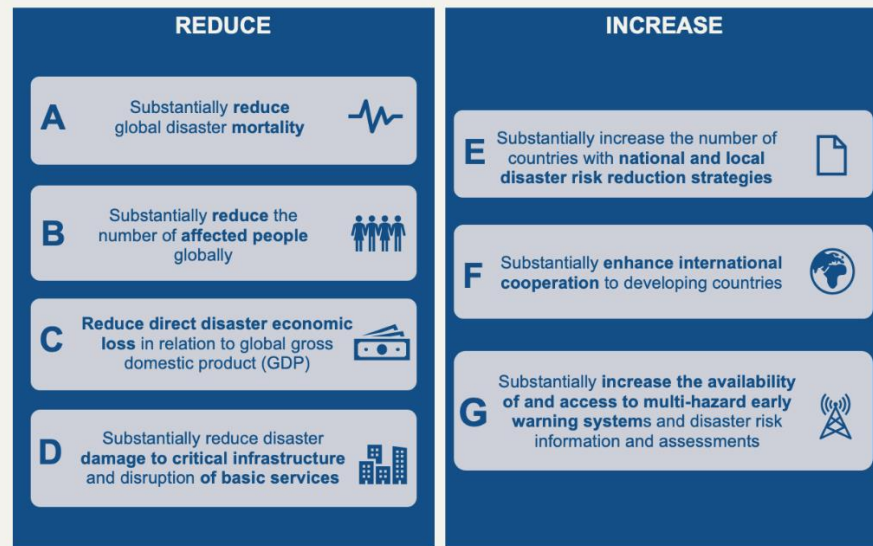 REDUCE
A
Substantially reduce
global disaster mortality
B
Substantially reduce the
number of affected people
globally
C
Reduce direct disaster economic
loss in relation to global gross
domestic product (GDP)
D
Substantially reduce disaster
damage to critical infrastructure
and disruption of basic services
INCREASE
E
Substantially increase the number of
countries with national and local
disaster risk reduction strategies
F
Substantially enhance international
cooperation to developing countries
G
Substantially increase the availability
of and access to multi-hazard early
warning systems and disaster risk
information and assessments